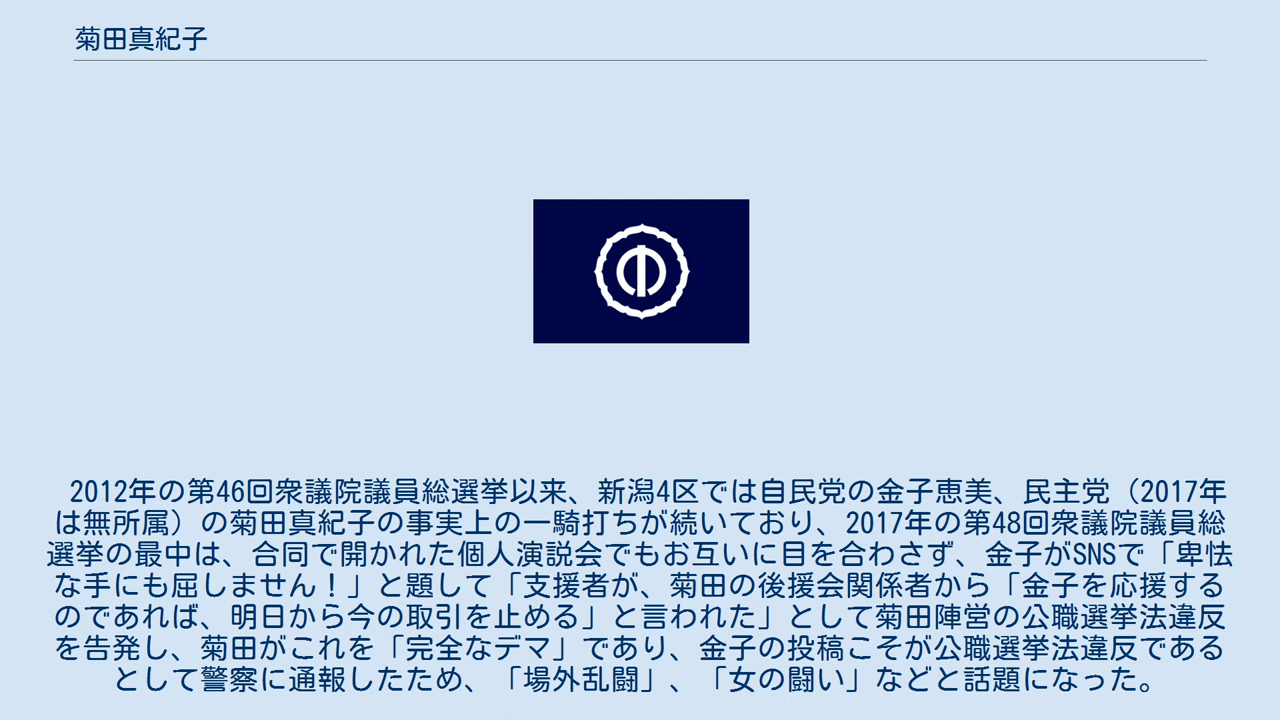 菊田真紀子
2012年の第46回衆議院議員総選挙以来、新潟4区では自民党の金子恵美、民主党（2017年
は無所属）の菊田真紀子の事実上の一騎打ちが続いており、2017年の第48回衆議院議員総
選挙の最中は、合同で開かれた個人演説会でもお互いに目を合わさず、金子がSNSで「卑怯
な手にも屈しません！」と題して「支援者が、菊田の後援会関係者から「金子を応援する
のであれば、明日から今の取引を止める」と言われた」として菊田陣営の公職選挙法違反
を告発し、菊田がこれを「完全なデマ」であり、金子の投稿こそが公職選挙法違反である
として警察に通報したため、「場外乱闘」、「女の闘い」などと話題になった。